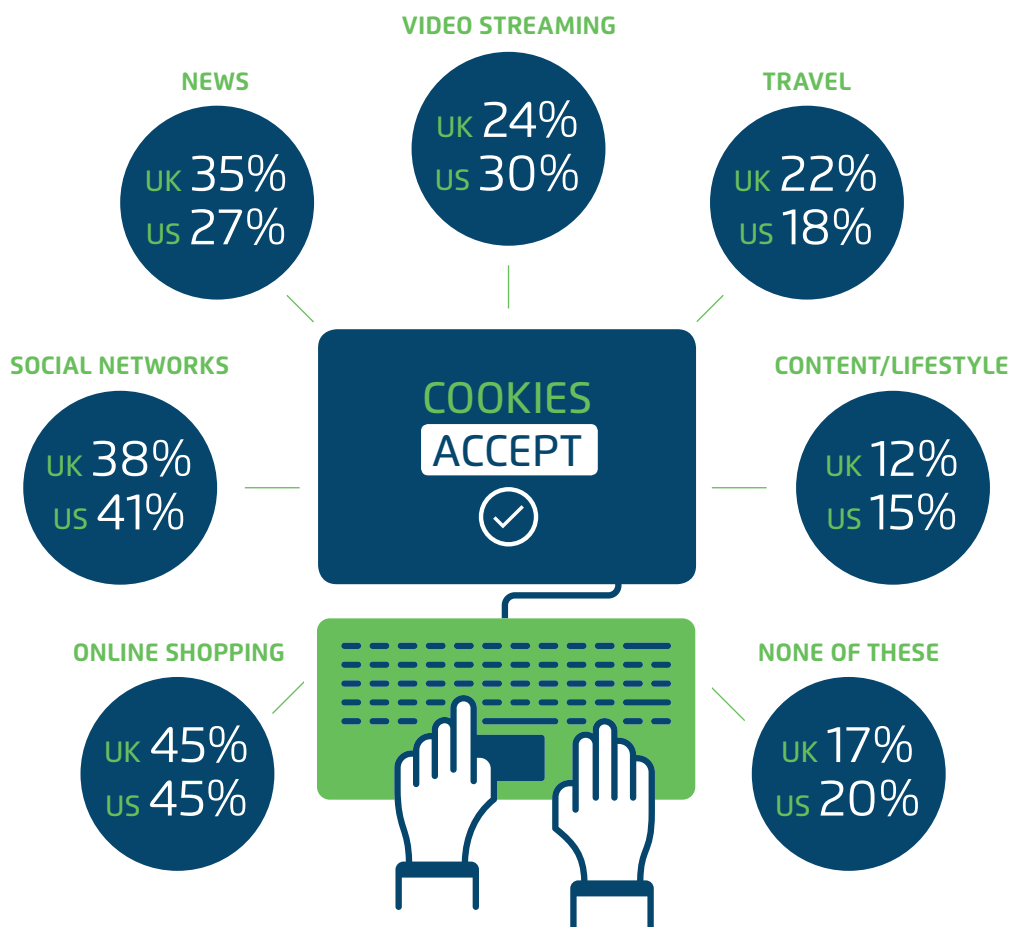 VIDEO STREAMING
UK 24%
US 30%
NEWS
UK 35%
US 27%
TRAVEL
UK 22%
US 18%
SOCIAL NETWORKS
UK 38%
US 41%
COOKIES
ACCEPT
CONTENT/LIFESTYLE
UK 12%
US 15%
ONLINE SHOPPING
UK 45%
US 45%
NONE OF THESE
UK 17%
US 20%